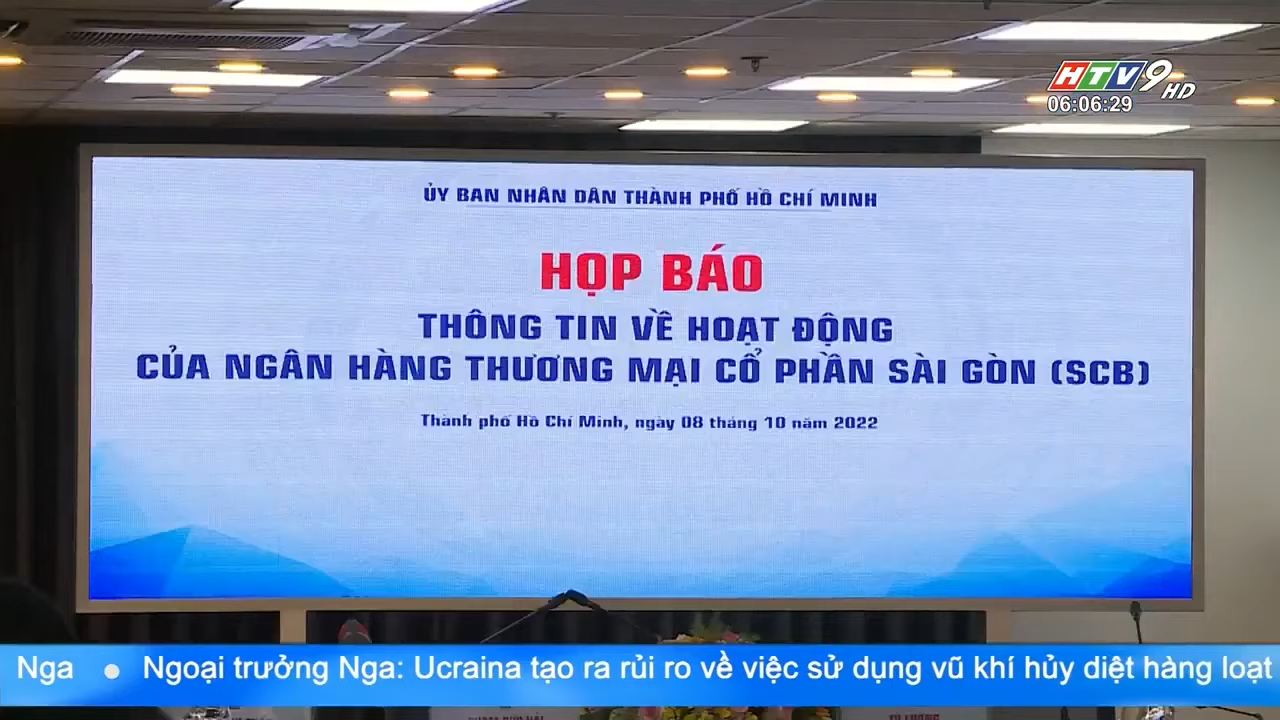 HTV9 HD
06:06:29
ỦY BAN NHÂN DÂN THÀNH PHỐ HỒ CHÍ MINH
HỌP BÁO
THÔNG TIN VỀ HOẠT ĐỘNG
CỦA NGÂN HÀNG THƯƠNG MẠI CỔ PHẦN SÀI GÒN (SCB)
Thành phố Hồ Chí Minh, ngày 08 tháng 10 năm 2022
Nga • Ngoại trưởng Nga: Ucraina tạo ra rủi ro về việc sử dụng vũ khí hủy diệt hàng loạt